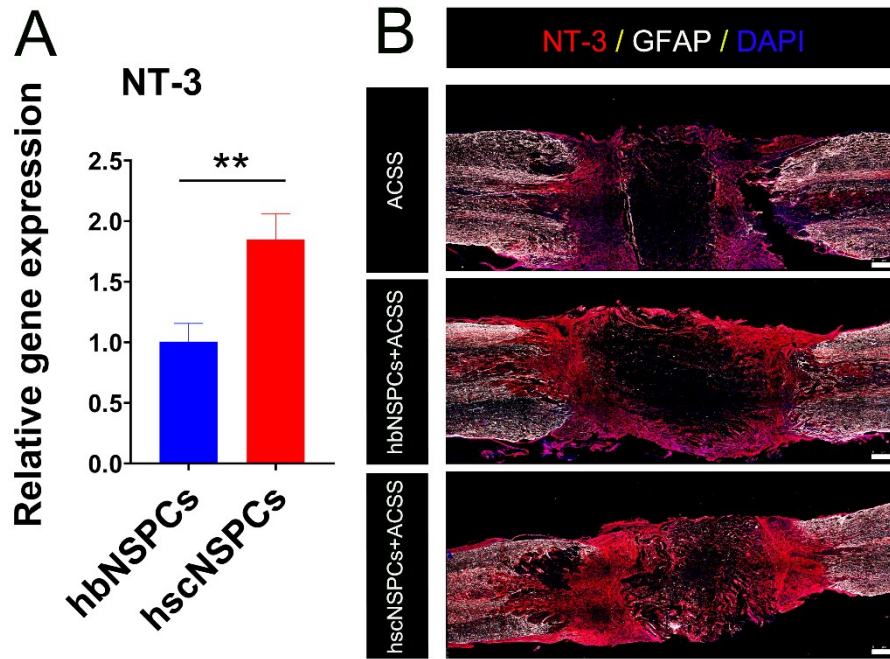 A
NT-3
Relative gene expression
2.5
2.0
1.5
1.0
0.5
0.0
**
hbNSPCs
hscNSPCs
B
NT-3 / GFAP / DAPI
ACSS
hbNSPCs+ACSS
hscNSPCs+ACSS